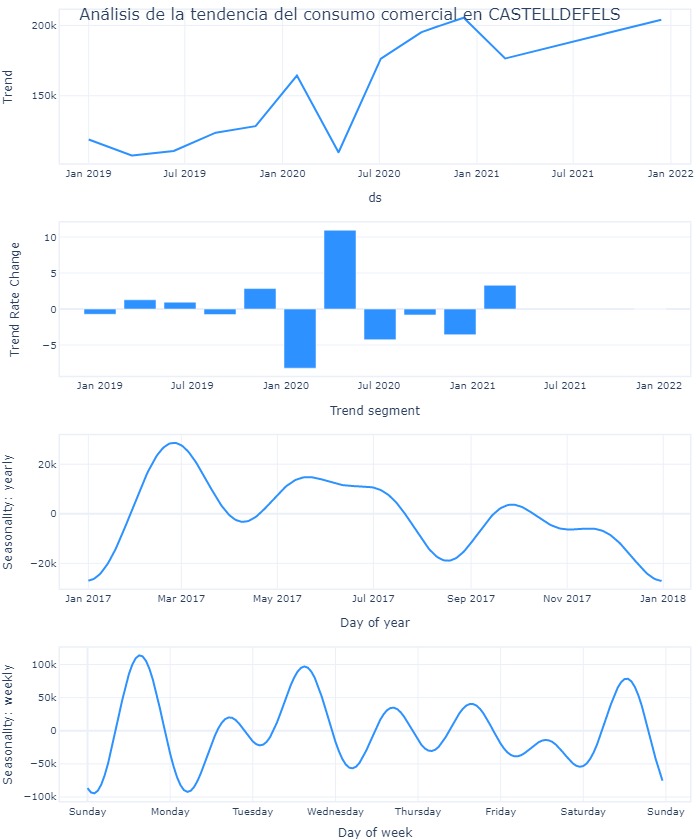 Análisis de la tendencia del consumo comercial en CASTELLDEFELS
200k
150k
Trend
Jan 2019 Jul 2019 Jan 2020 Jul 2020 Jan 2021 Jul 2021 Jan 2022
ds
10
5
0
−5
Trend Rate Change
Jan 2019 Jul 2019 Jan 2020 Jul 2020 Jan 2021 Jul 2021 Jan 2022
Trend segment
20k
0
−20k
Seasonality: yearly
Jan 2017 Mar 2017 May 2017 Jul 2017 Sep 2017 Nov 2017 Jan 2018
Day of year
100k
50k
0
−50k
−100k
Seasonality: weekly
Sunday Monday Tuesday Wednesday Thursday Friday Saturday Sunday
Day of week